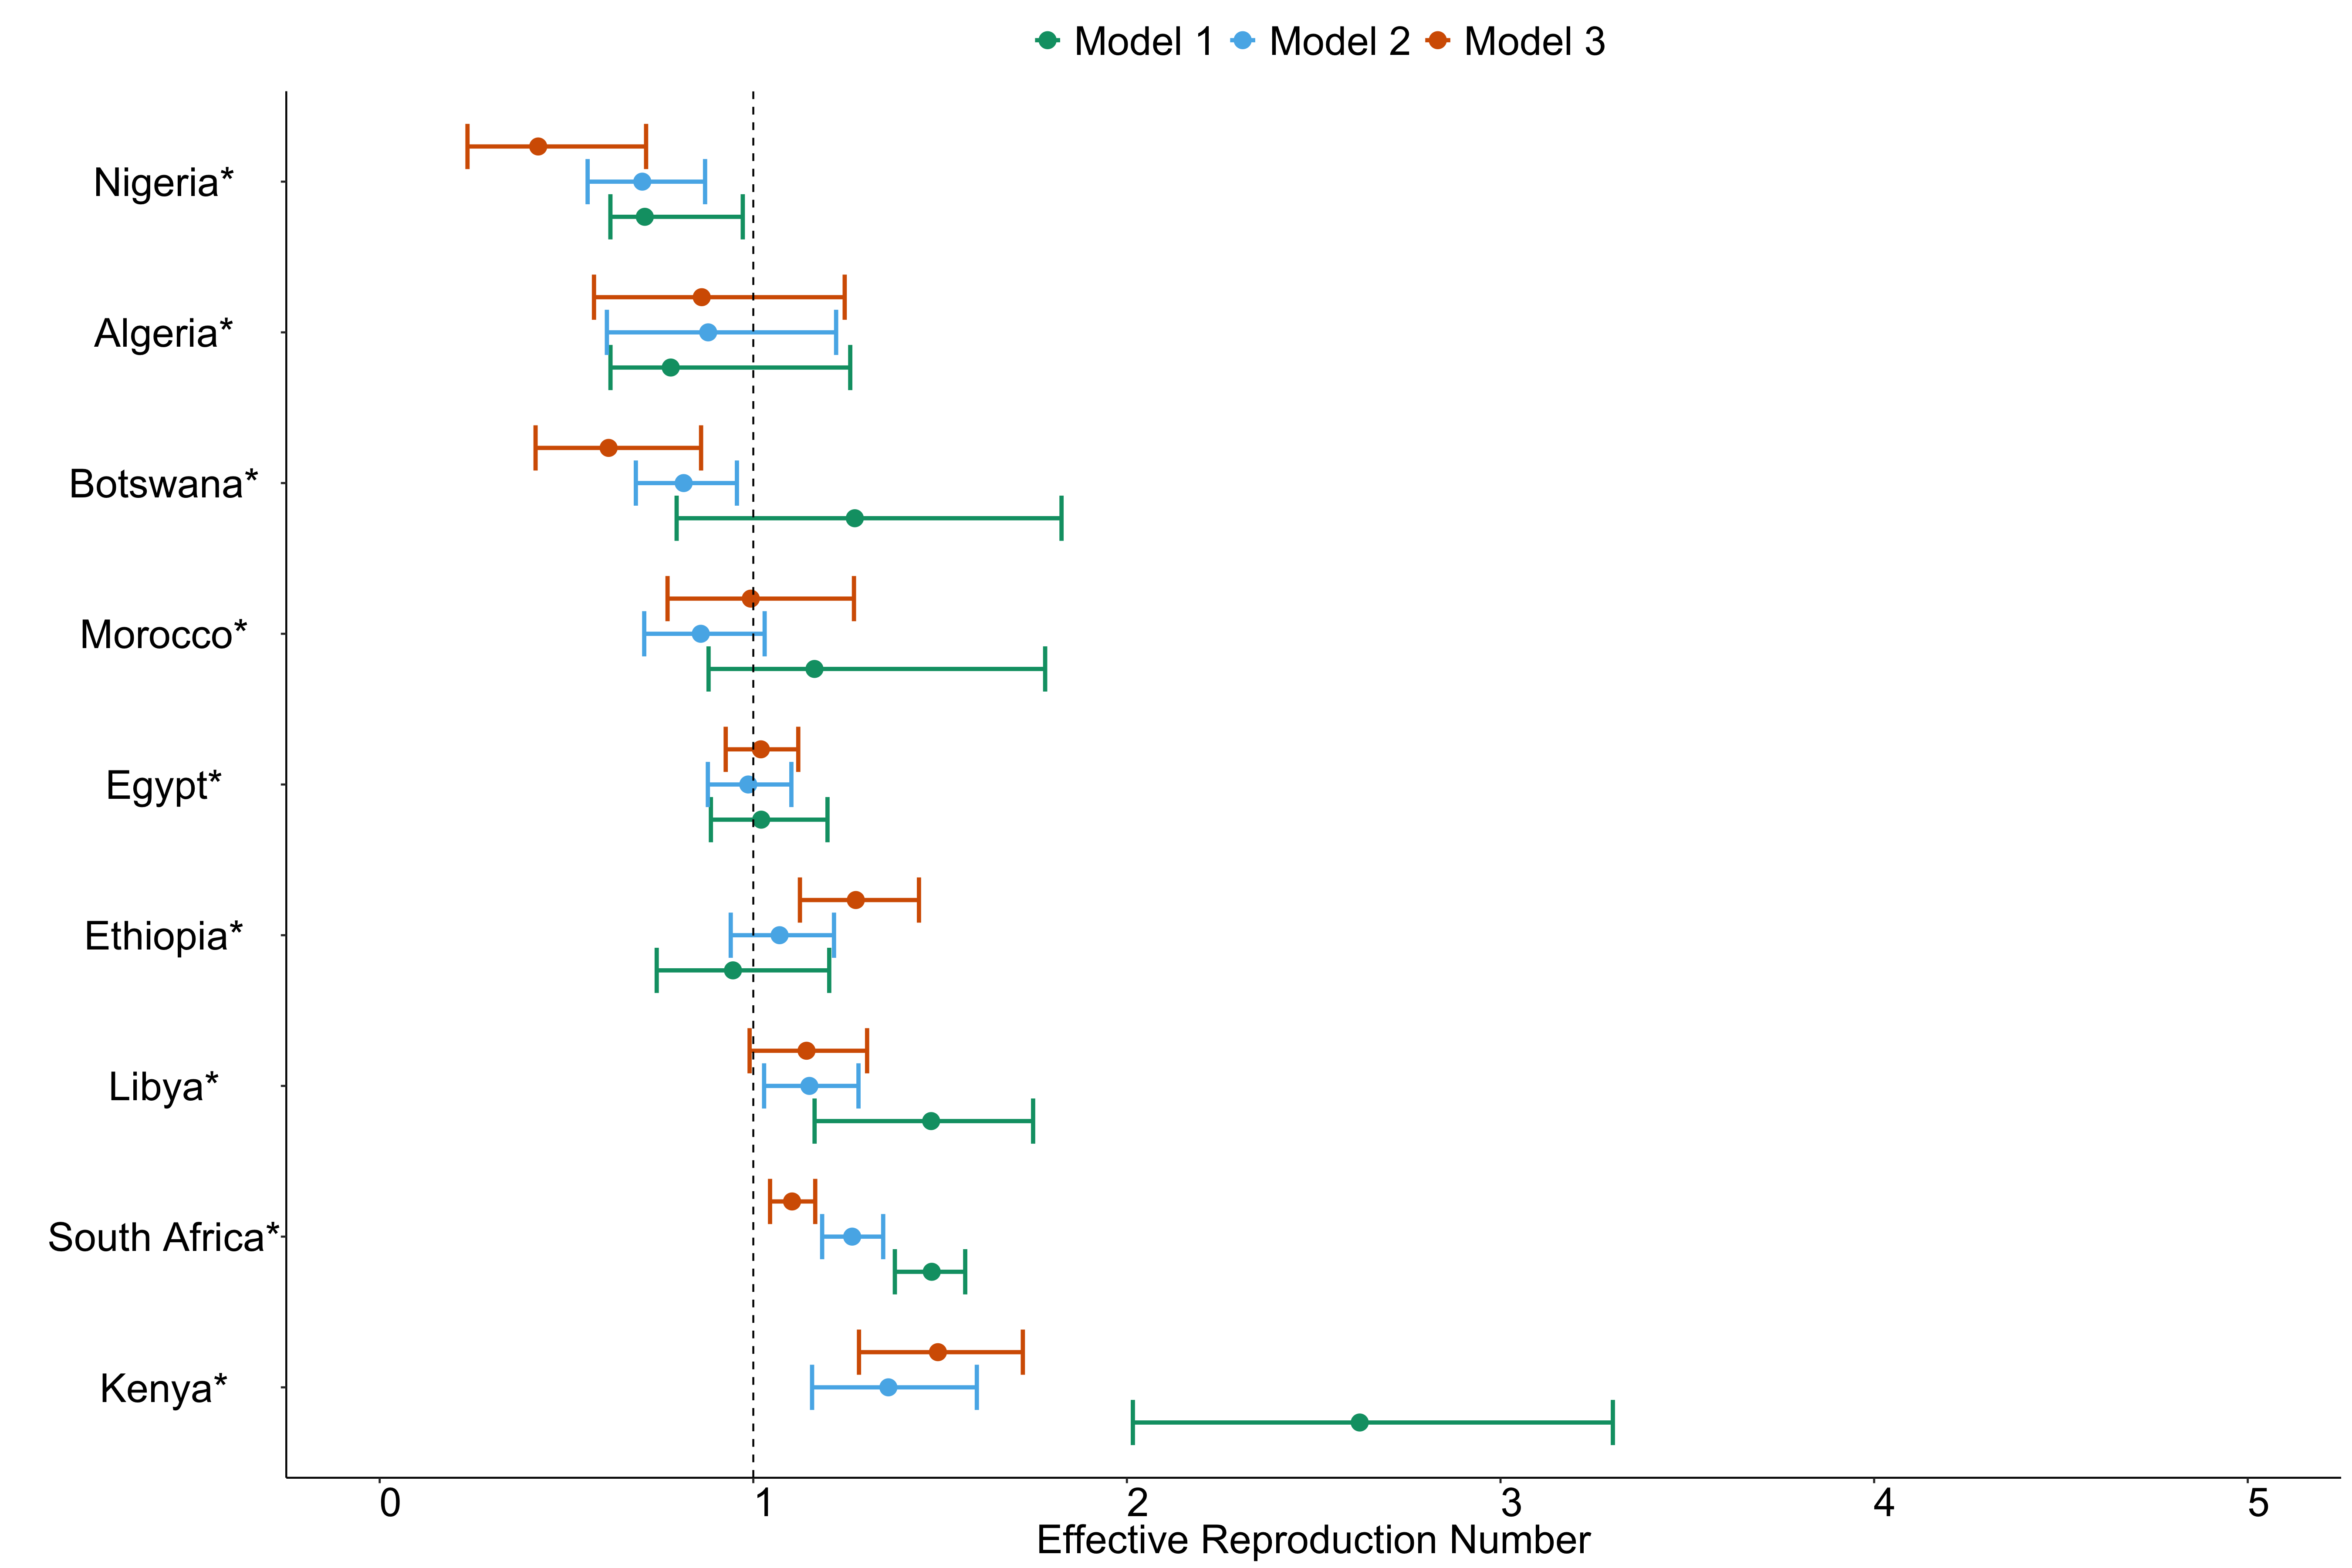 Model 1 Model 2 Model 3
Nigeria*
Algeria*
Botswana*
Morocco*
Egypt*
Ethiopia*
Libya*
South Africa*
Kenya*
0 1 2 3 4 5
Effective Reproduction Number